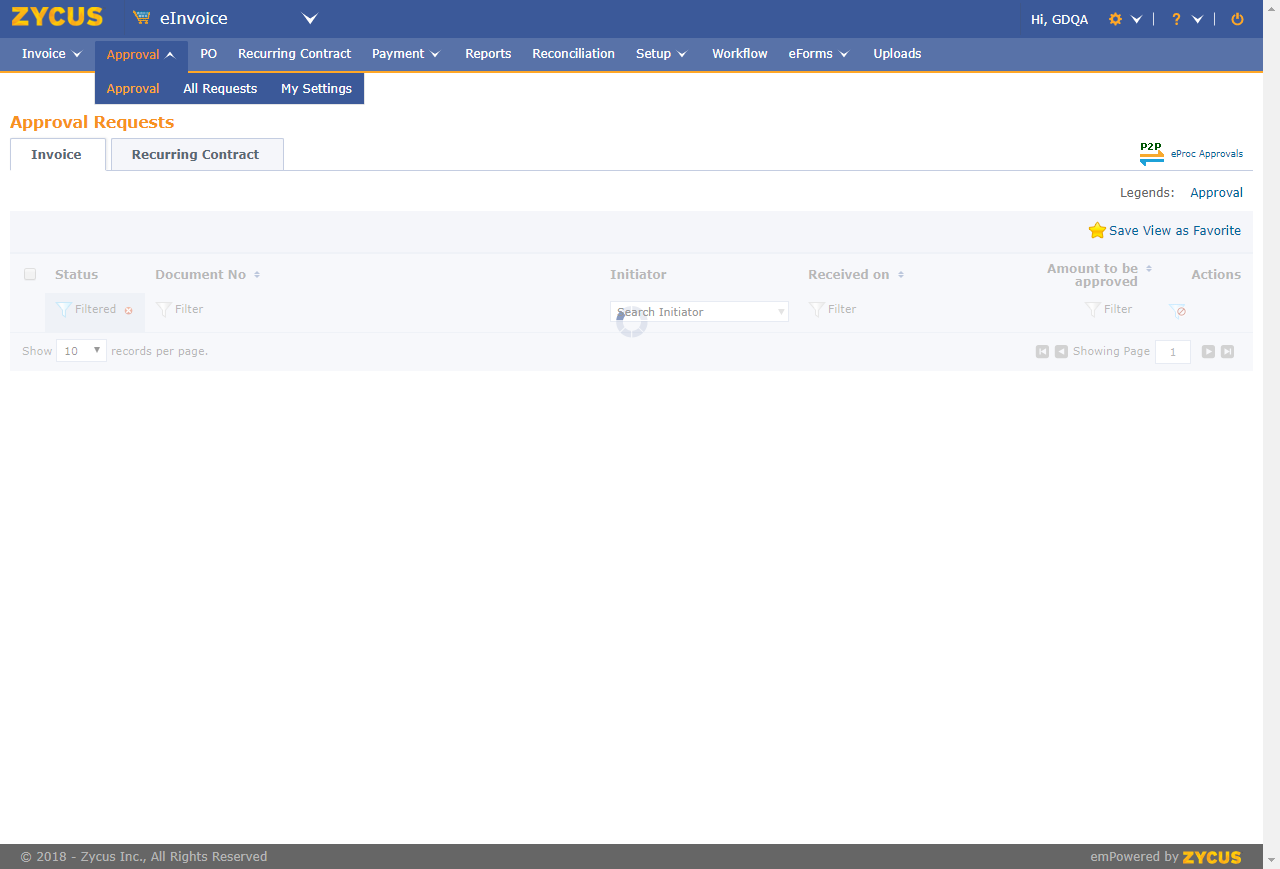 ZYCUS eInvoice Hi, GDQA ?
Invoice Approval PO Recurring Contract Payment Reports Reconciliation Setup Workflow eForms Uploads
Approval All Requests My Settings
Approval Requests
Invoice Recurring Contract P2P eProc Approvals
Legends: Approval
Save View as Favorite
Status Document No Initiator Received on Amount to be approved Actions
Filtered Filter Search Initiator Filter Filter
Show 10 records per page. Showing Page 1
© 2018 - Zycus Inc., All Rights Reserved emPowered by ZYCUS